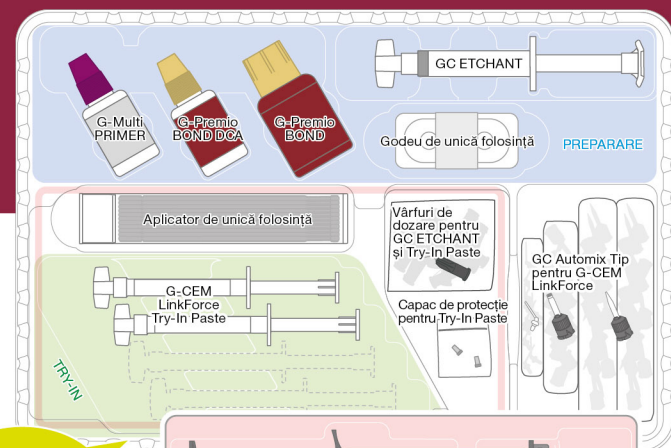 GC ETCHANT
G-Multi
PRIMER
G-Premio
BOND DCA
G-Premio
BOND
Godeu de unică folosință
PREPARARE
Aplicator de unică folosință
Vârfuri de
dozare pentru
GC ETCHANT
și Try-In Paste
GC Automix Tip
pentru G-CEM
LinkForce
G-CEM
LinkForce
Try-In Paste
Capac de protecție
pentru Try-In Paste
TRY-IN